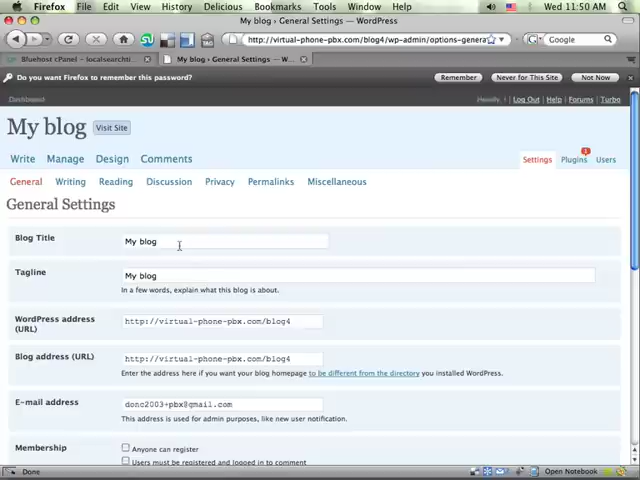 Firefox File Edit View History Delicious Bookmarks Tools Window Help Wed 11:50 AM
My blog › General Settings — WordPress
http://virtual-phone-pbx.com/blog4/wp-admin/options-genera
Google
Bluehost cPanel – localsearchti
My blog › General Settings — W...
Do you want Firefox to remember this password?
Remember
Never for This Site
Not Now
Dashboard
Howdy, Log Out | Help | Forums | Turbo
My blog
Visit Site
Write Manage Design Comments
Settings Plugins 1 Users
General Writing Reading Discussion Privacy Permalinks Miscellaneous
General Settings
Blog Title
My blog
Tagline
My blog
In a few words, explain what this blog is about.
WordPress address (URL)
http://virtual-phone-pbx.com/blog4
Blog address (URL)
http://virtual-phone-pbx.com/blog4
Enter the address here if you want your blog homepage to be different from the directory you installed WordPress.
E-mail address
donc2003+pbx@gmail.com
This address is used for admin purposes, like new user notification.
Membership
Anyone can register
Users must be registered and logged in to comment
Done
Open Notebook